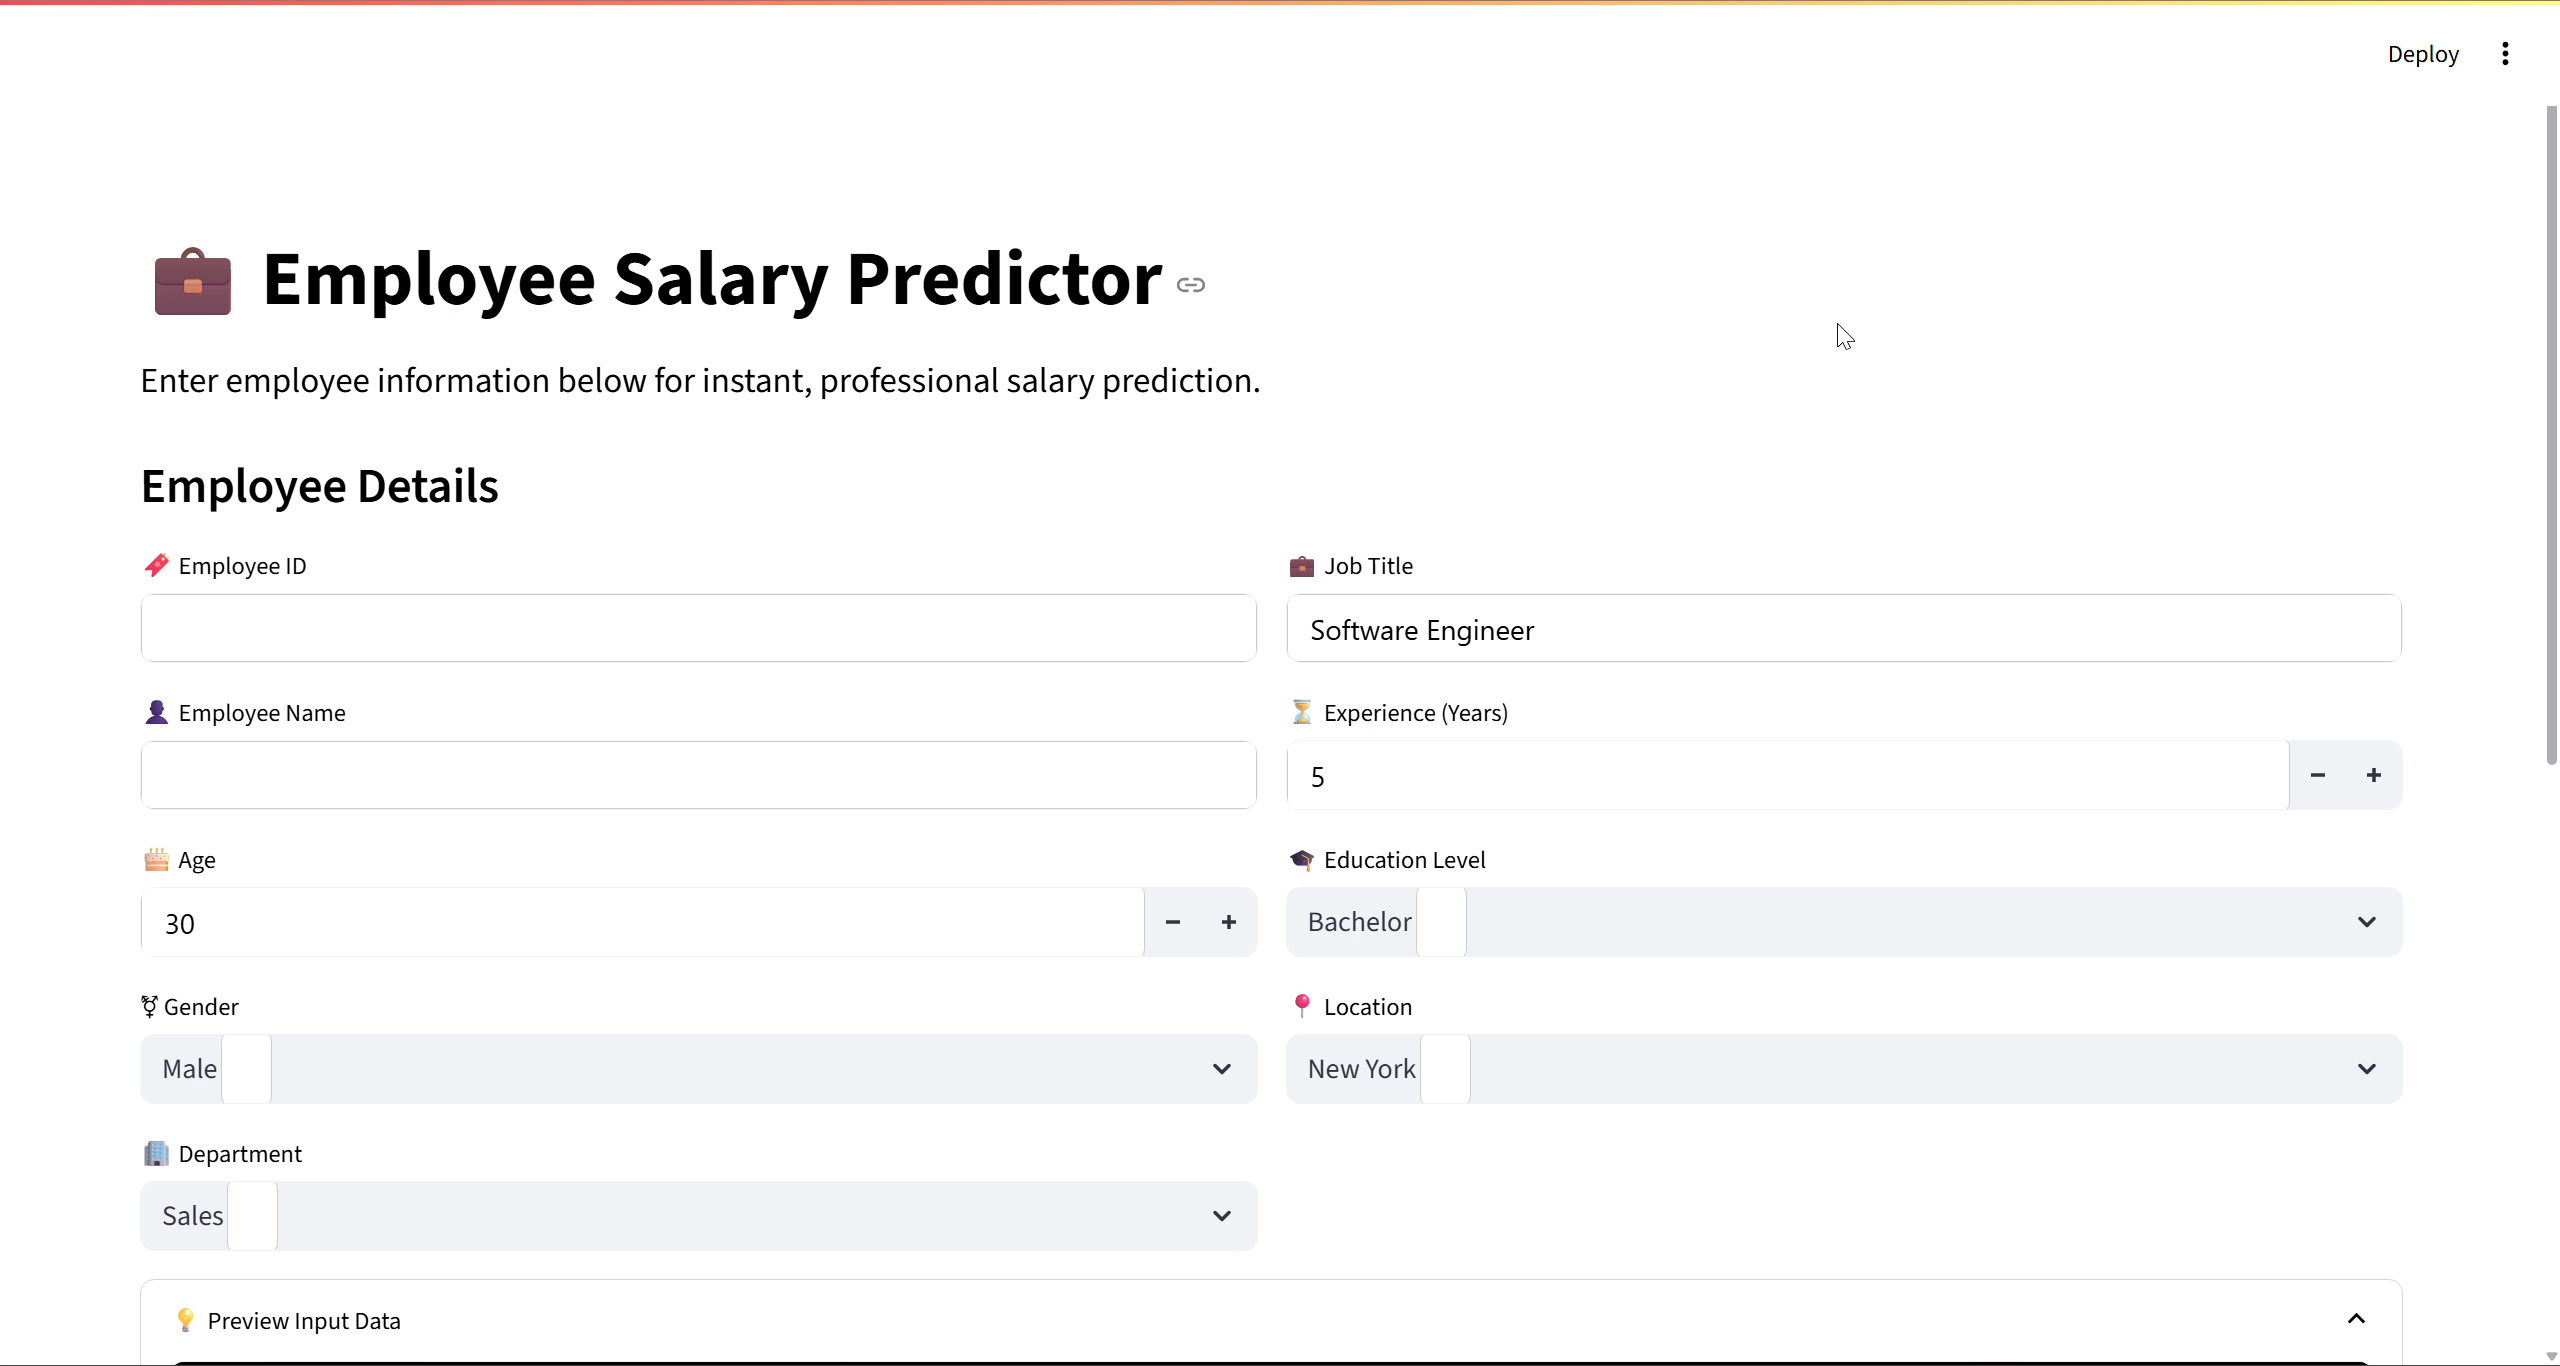 Deploy
Employee Salary Predictor
Enter employee information below for instant, professional salary prediction.
Employee Details
Employee ID
Job Title
Software Engineer
Employee Name
Experience (Years)
5
Age
30
Education Level
Bachelor
Gender
Male
Location
New York
Department
Sales
Preview Input Data